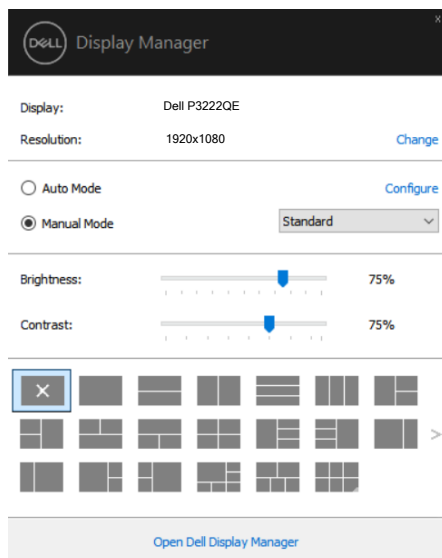 x
DELL Display Manager
Display: Dell P3222QE
Resolution: 1920x1080 Change
Auto Mode Configure
Manual Mode Standard
Brightness: 75%
Contrast: 75%
Open Dell Display Manager